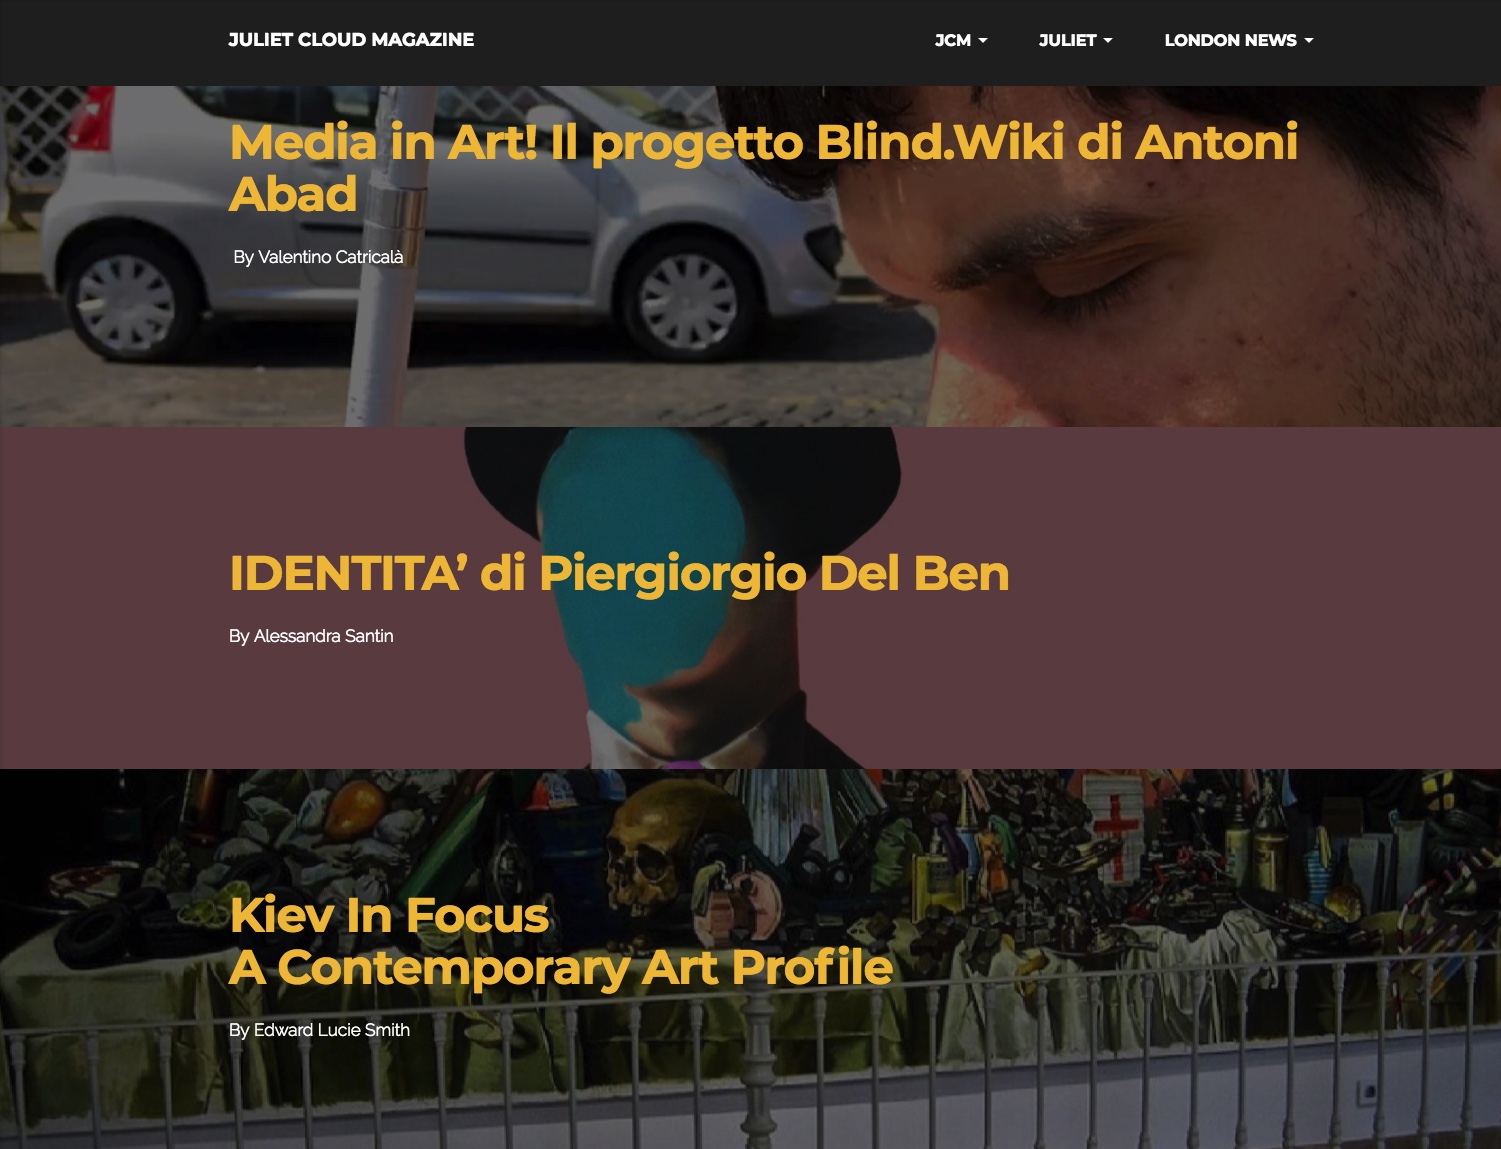 JULIET CLOUD MAGAZINE
JCM
JULIET
LONDON NEWS
Media in Art! Il progetto Blind.Wiki di Antoni
Abad
By Valentino Catricalà
IDENTITA’ di Piergiorgio Del Ben
By Alessandra Santin
Kiev In Focus
A Contemporary Art Profile
By Edward Lucie Smith